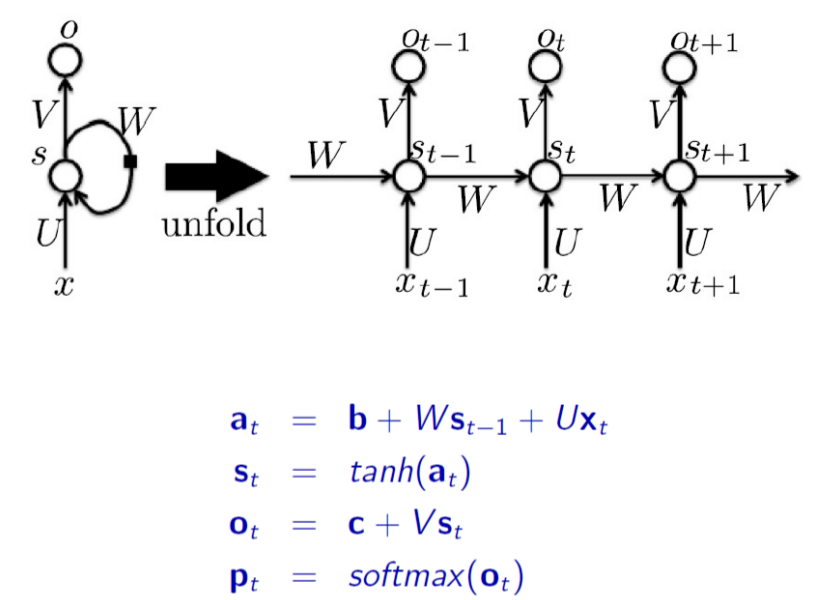 o o_{t−1} o_t o_{t+1}
V W V V V
s W s_{t−1} s_t s_{t+1}
W W W
U unfold U U U
x x_{t−1} x_t x_{t+1}
a_t = b + Ws_{t−1} + Ux_t
s_t = tanh(a_t)
o_t = c + Vs_t
p_t = softmax(o_t)